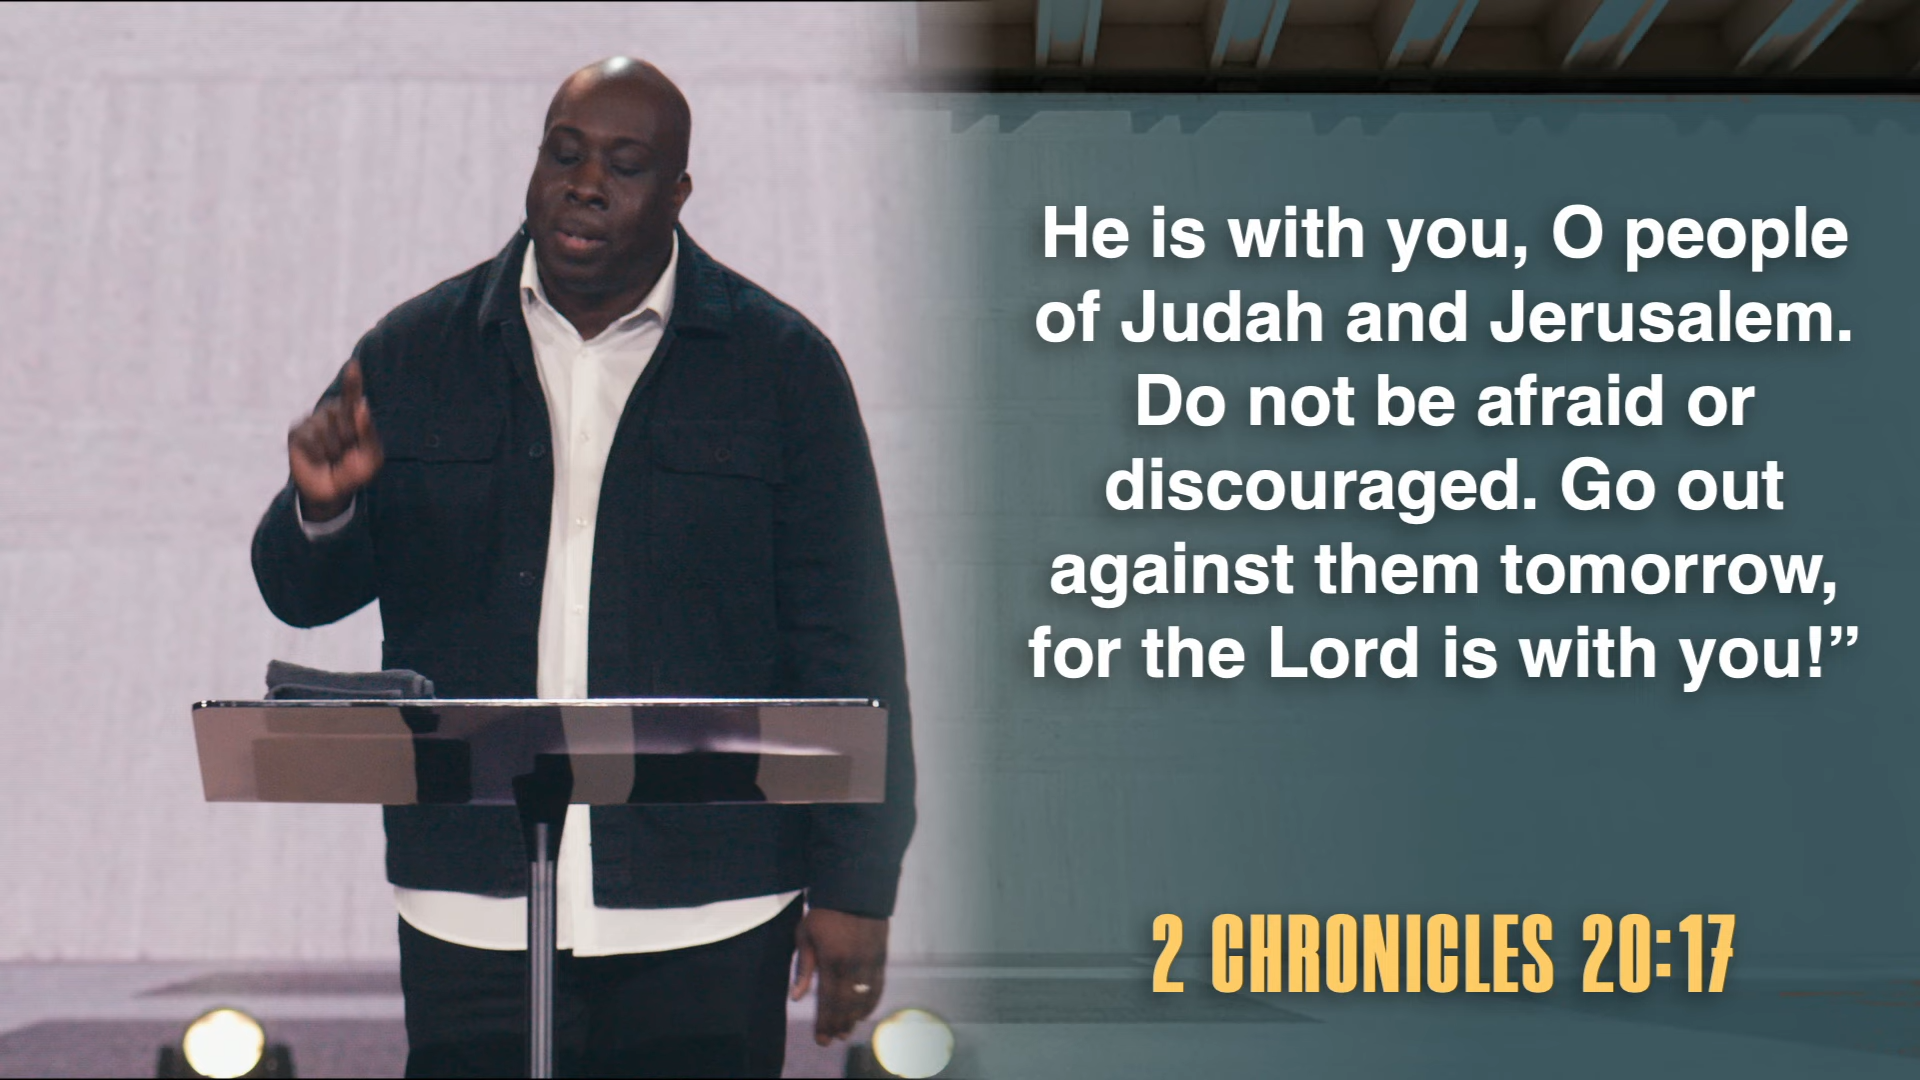 He is with you, O people
of Judah and Jerusalem.
Do not be afraid or
discouraged. Go out
against them tomorrow,
for the Lord is with you!”
2 CHRONICLES 20:17